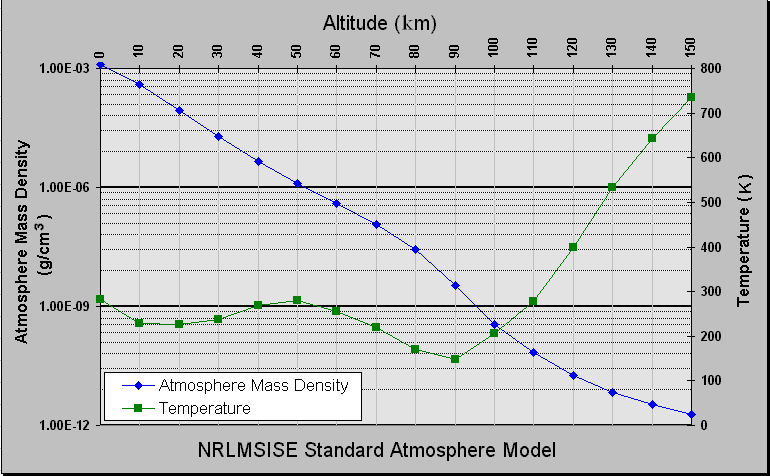 Altitude (km)
0 10 20 30 40 50 60 70 80 90 100 110 120 130 140 150
1.00E-03
1.00E-06
1.00E-09
1.00E-12
Atmosphere Mass Density
(g/cm3 )
800
700
600
500
400
300
200
100
0
Temperature (K)
Atmosphere Mass Density
Temperature
NRLMSISE Standard Atmosphere Model